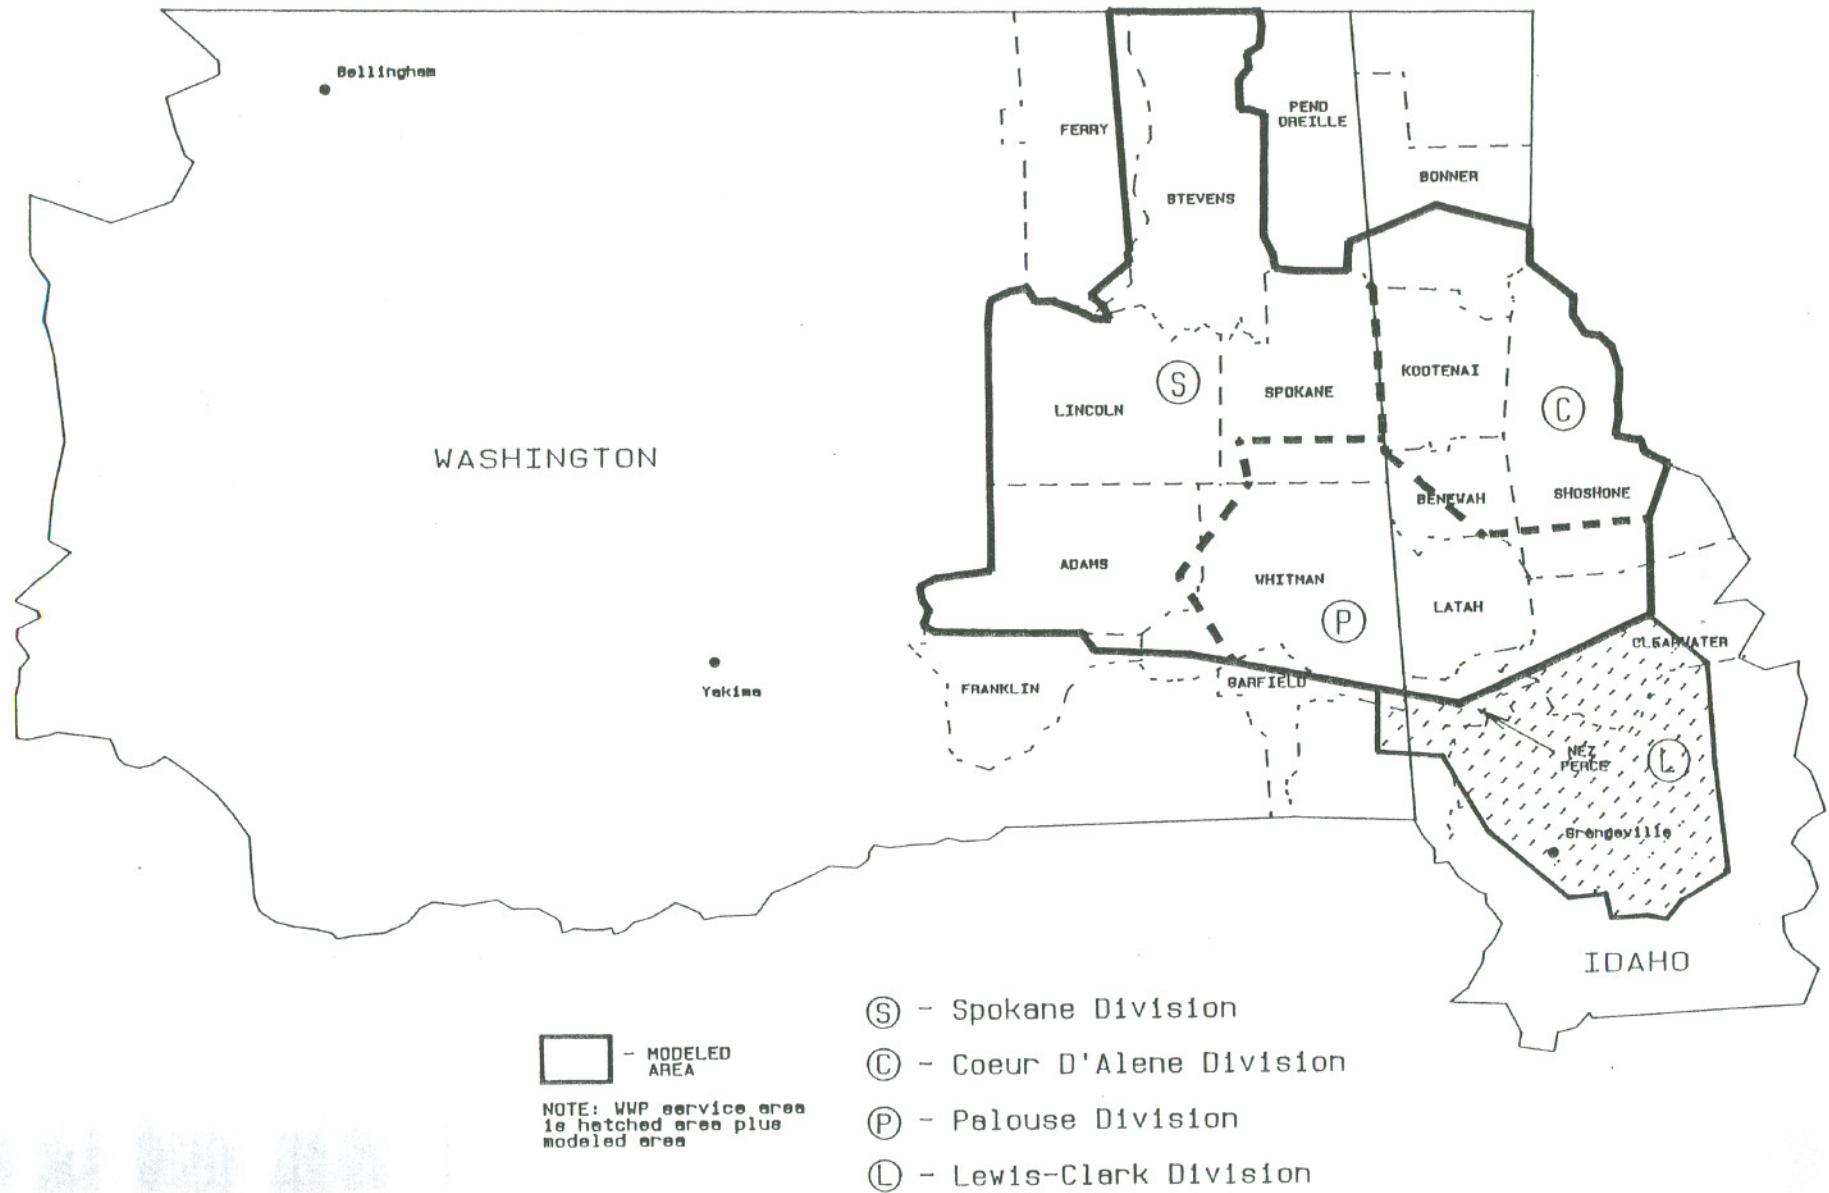 Bellingham
PEND
OREILLE
FERRY
BONNER
STEVENS
KOOTENAI
S
SPOKANE
C
LINCOLN
WASHINGTON
BENEWAH
SHOSHONE
ADAMS
WHITMAN
LATAH
P
CLEARWATER
Yakima
FRANKLIN
GARFIELD
NEZ
PERCE
L
Grangeville
IDAHO
S - Spokane Division
- MODELED
AREA
C - Coeur D'Alene Division
NOTE: WWP service area
is hatched area plus
modeled area
P - Palouse Division
L - Lewis-Clark Division